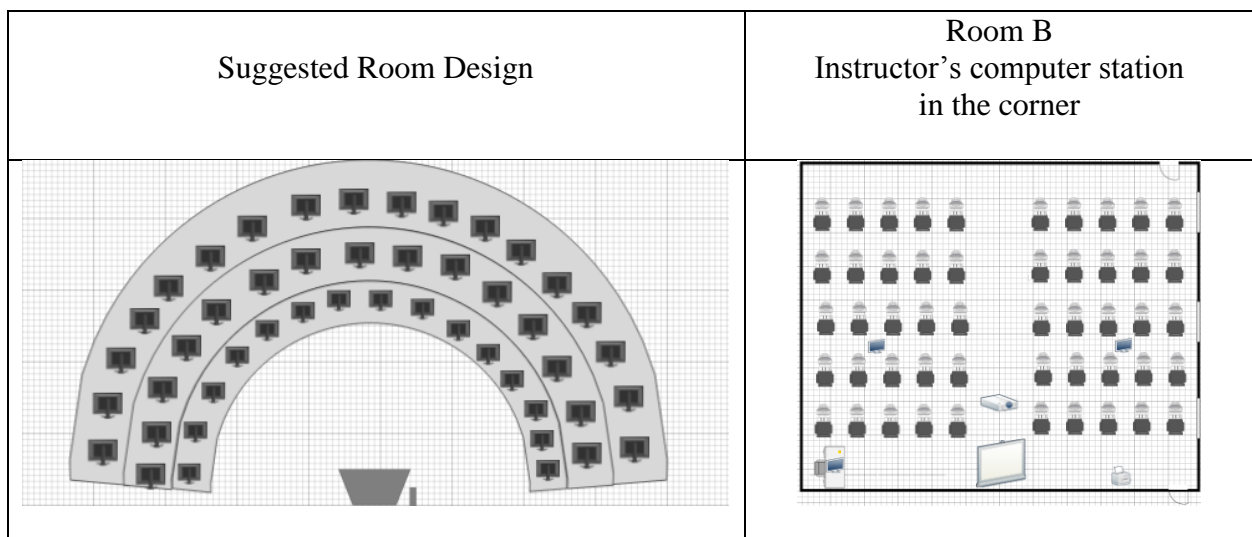 Suggested Room Design
Room B
Instructor’s computer station
in the corner